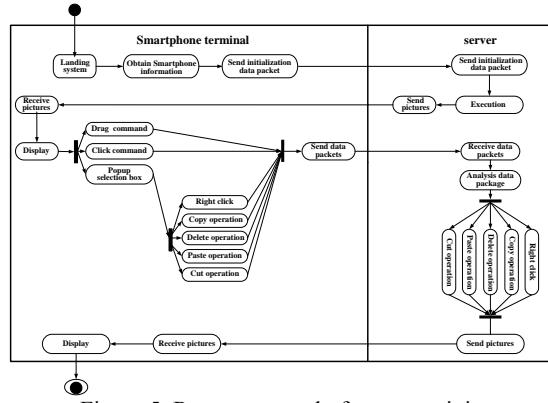 Smartphone terminal
server
Landing
system
Obtain Smartphone
information
Send initialization
data packet
Send initialization
data packet
Receive
pictures
Send
pictures
Execution
Display
Drag command
Click command
Popup
selection box
Send data
packets
Receive data
packets
Analysis data
package
Right click
Copy operation
Delete operation
Paste operation
Cut operation
Cut operation
Paste operation
Delete operation
Copy operation
Right click
Display
Receive pictures
Send pictures